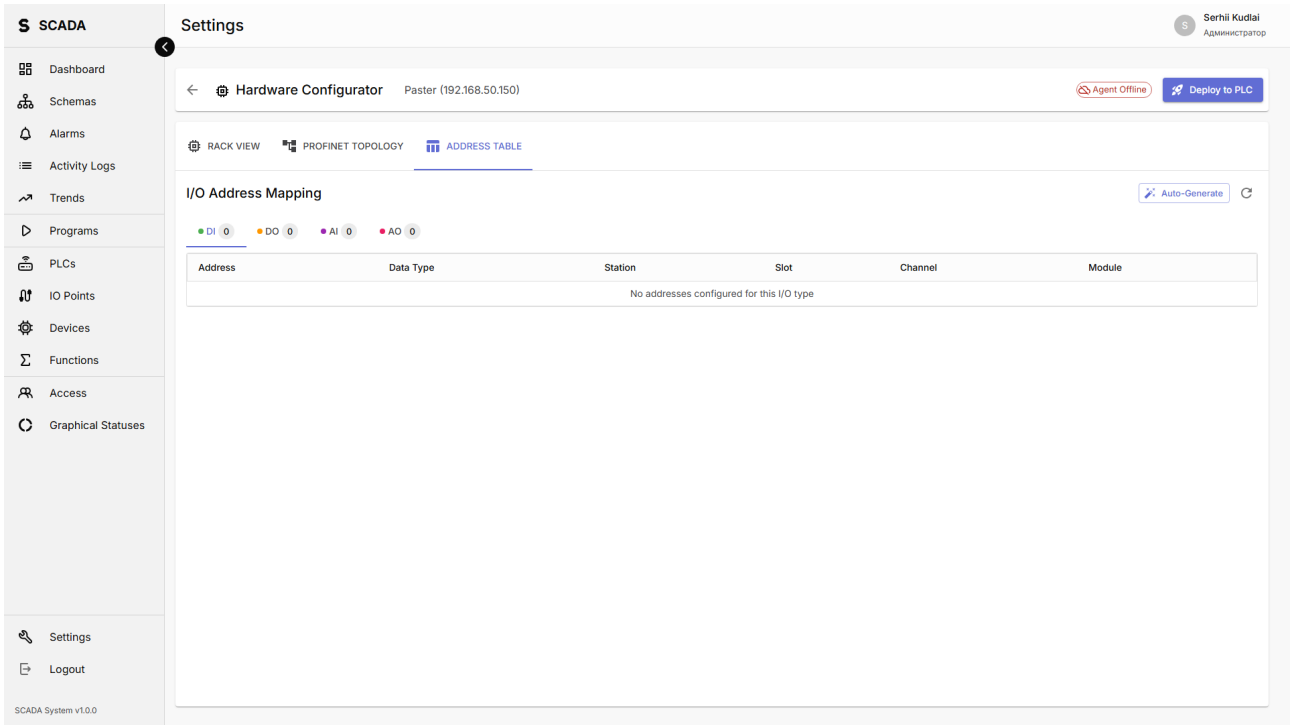 SCADA
Settings
S
Serhii Kudlai
Администратор
Dashboard
Schemas
Alarms
Activity Logs
Trends
Programs
PLCs
IO Points
Devices
Functions
Access
Graphical Statuses
Settings
Logout
SCADA System v1.0.0
Hardware Configurator Paster (192.168.50.150)
Agent Offline
Deploy to PLC
RACK VIEW PROFINET TOPOLOGY ADDRESS TABLE
I/O Address Mapping
Auto-Generate
DI 0 DO 0 AI 0 AO 0
Address Data Type Station Slot Channel Module
No addresses configured for this I/O type